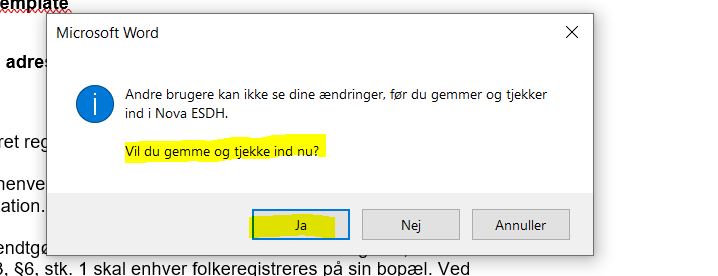 template
Microsoft Word
adres
Andre brugere kan ikke se dine ændringer, før du gemmer og tjekker
ind i Nova ESDH.
ret reg
Vil du gemme og tjekke ind nu?
henve
ation.
Ja
Nej
Annuller
endtgø
§6, stk. 1 skal enhver folkeregistreres på sin bopæl. Ved